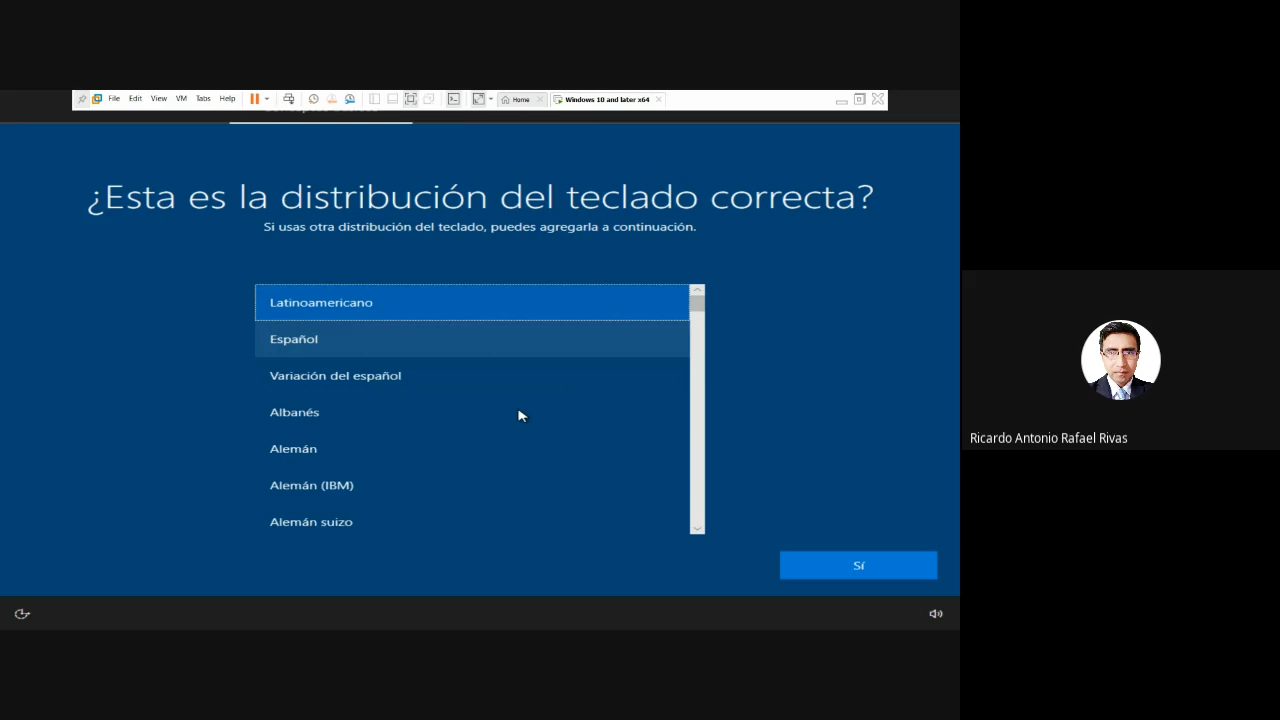 File Edit View VM Tabs Help Home Windows 10 and later x64
¿Esta es la distribución del teclado correcta?
Si usas otra distribución del teclado, puedes agregarla a continuación.
Latinoamericano
Español
Variación del español
Albanés
Alemán
Alemán (IBM)
Alemán suizo
Sí
Ricardo Antonio Rafael Rivas